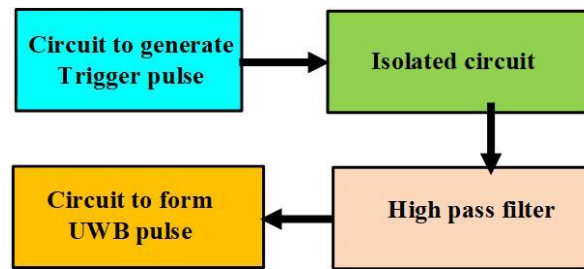 Circuit to generate
Trigger pulse
Isolated circuit
High pass filter
Circuit to form
UWB pulse